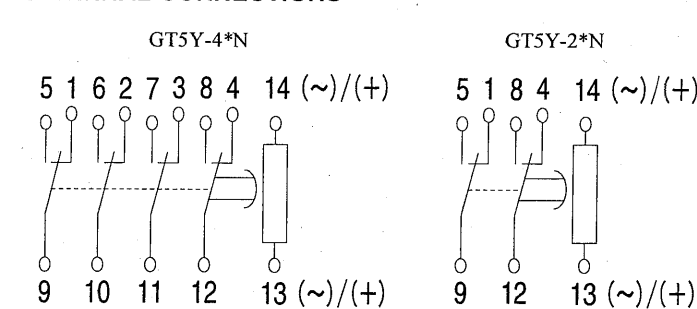 GT5Y-4*N
GT5Y-2*N
5 1 6 2 7 3 8 4 14 (~)/(+)
5 1 8 4 14 (~)/(+)
9 10 11 12 13 (~)/(+)
9 12 13 (~)/(+)